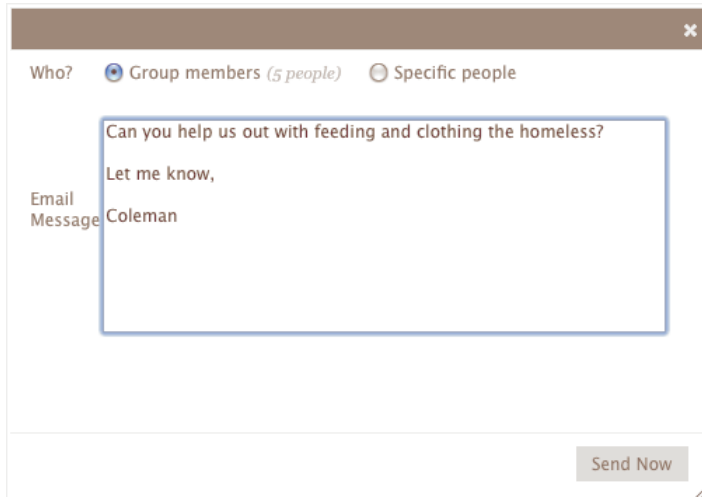 Who? Group members (5 people) Specific people
Can you help us out with feeding and clothing the homeless?
Let me know,
Coleman
Email
Message
Send Now